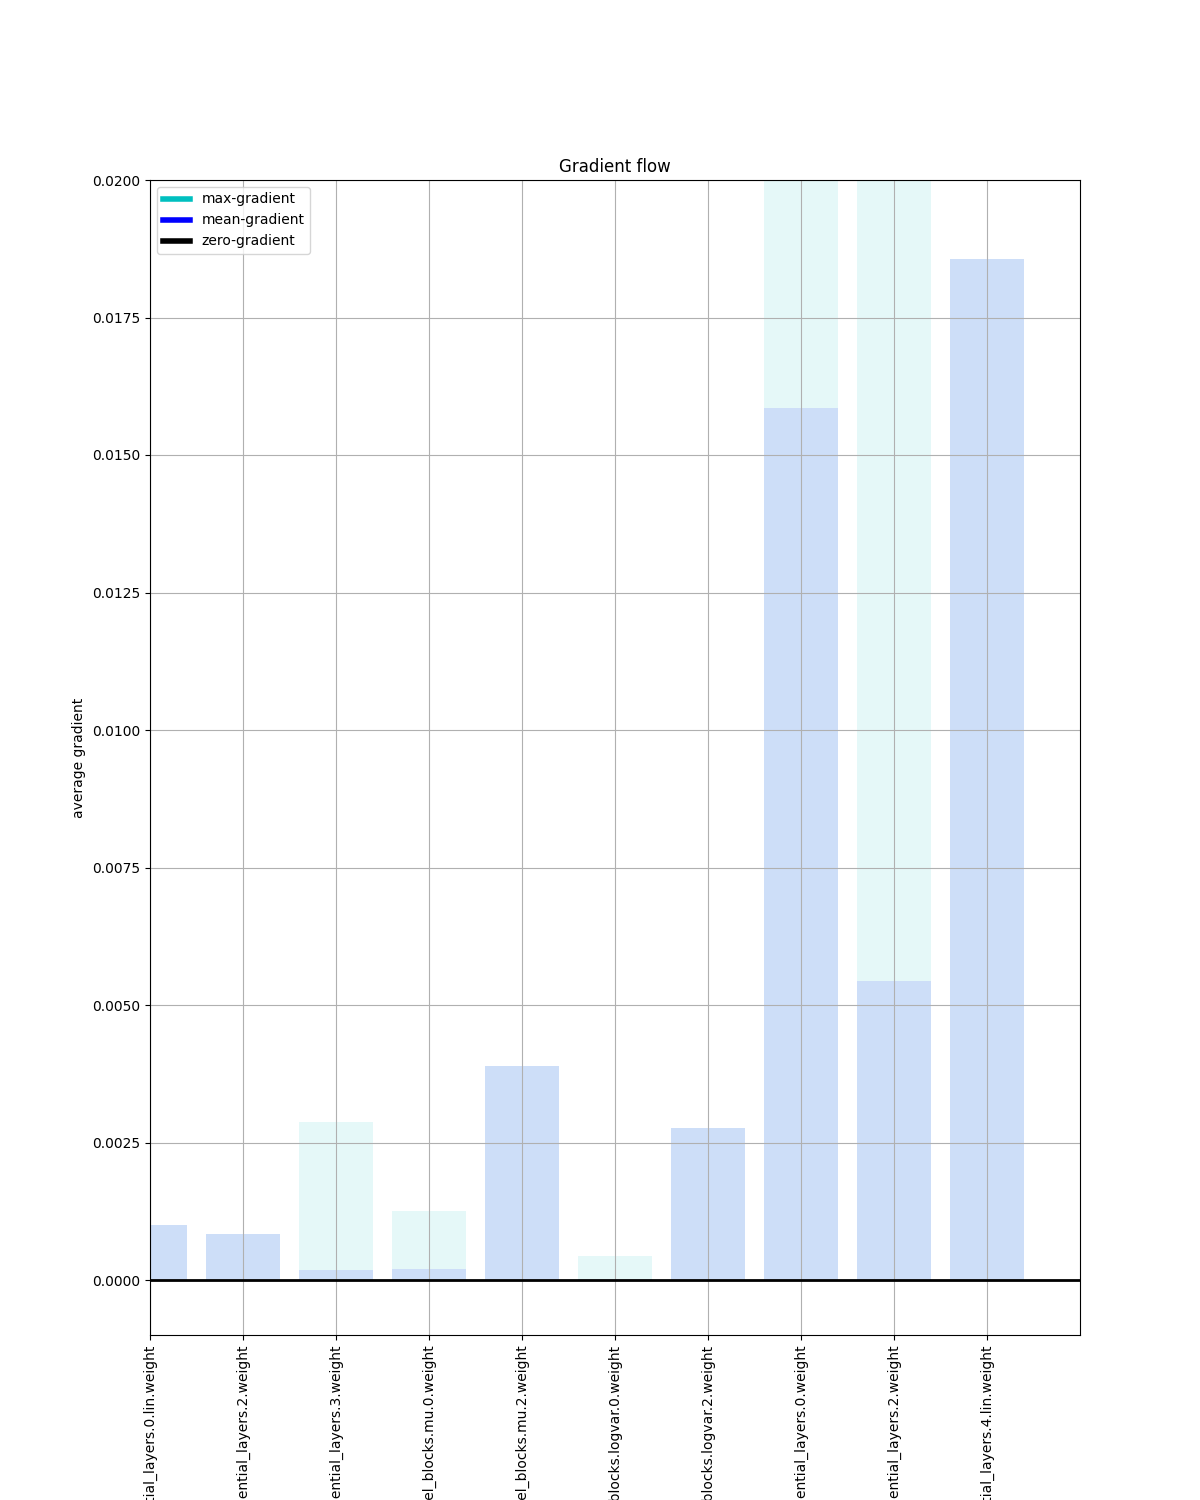 Gradient flow
max-gradient
mean-gradient
zero-gradient
0.0200
0.0175
0.0150
0.0125
0.0100
0.0075
0.0050
0.0025
0.0000
average gradient
tial_layers.0.lin.weight
ential_layers.2.weight
ential_layers.3.weight
el_blocks.mu.0.weight
el_blocks.mu.2.weight
blocks.logvar.0.weight
blocks.logvar.2.weight
ential_layers.0.weight
ential_layers.2.weight
tial_layers.4.lin.weight